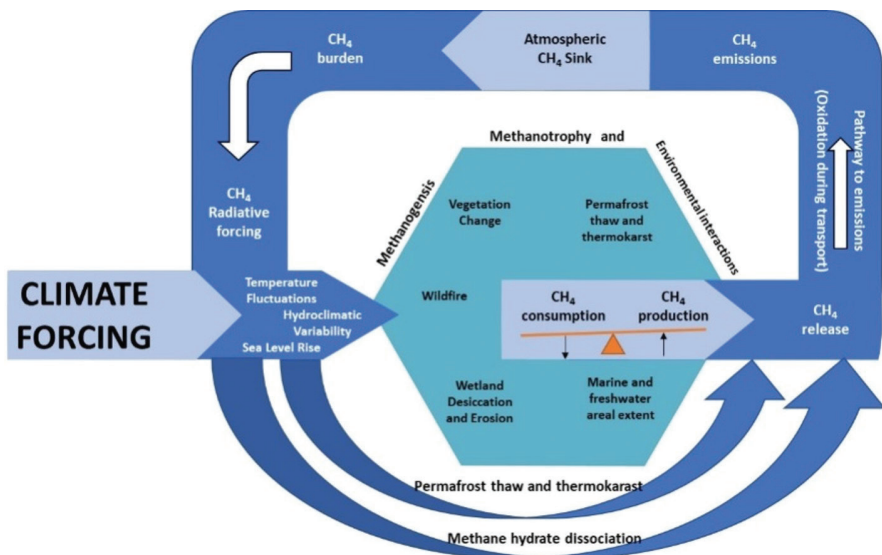 CH₄
burden
Atmospheric
CH₄ Sink
CH₄
emissions
Pathway to emissions
(Oxidation during transport)
Methanotrophy and
Environmental interactions
Methanogensis
Vegetation
Change
Permafrost
thaw and
thermokarst
CH₄
Radiative
forcing
CLIMATE
FORCING
Temperature
Fluctuations
Hydroclimatic
Variability
Sea Level Rise
Wildfire
CH₄
consumption
CH₄
production
CH₄
release
Wetland
Desiccation
and Erosion
Marine and
freshwater
areal extent
Permafrost thaw and thermokarast
Methane hydrate dissociation